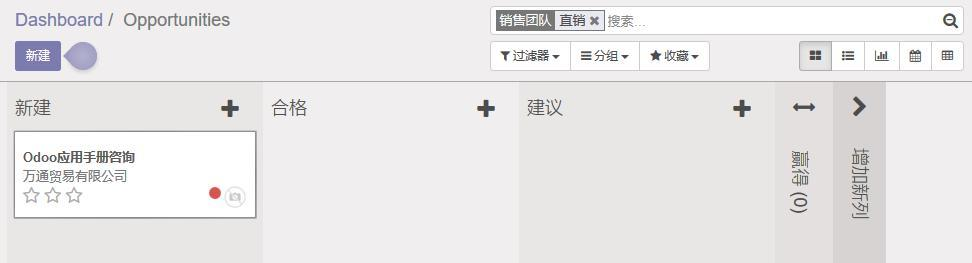 Dashboard / Opportunities
销售团队 直销 × 搜索...
新建
过滤器 分组 收藏
新建
合格
建议
赢得 (0)
增加新列
Odoo应用手册咨询
万通贸易有限公司